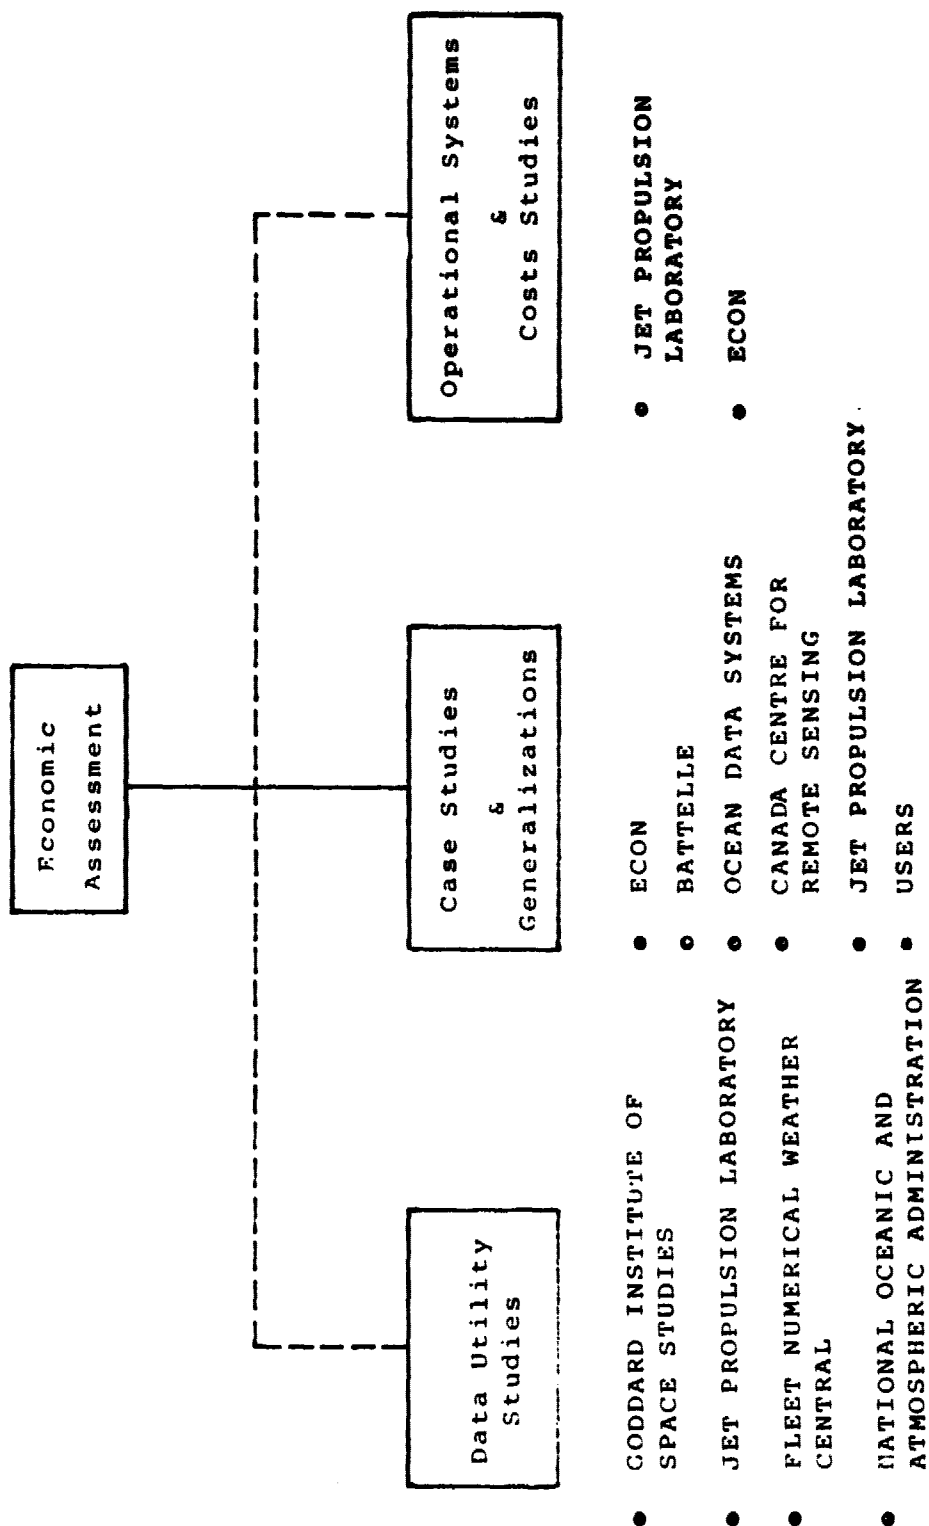 Economic
Assessment
Data Utility
Studies
Case Studies
&
Generalizations
Operational Systems
&
Costs Studies
● GODDARD INSTITUTE OF
SPACE STUDIES
● JET PROPULSION LABORATORY
● FLEET NUMERICAL WEATHER
CENTRAL
● NATIONAL OCEANIC AND
ATMOSPHERIC ADMINISTRATION
● ECON
● BATTELLE
● OCEAN DATA SYSTEMS
● CANADA CENTRE FOR
REMOTE SENSING
● JET PROPULSION LABORATORY
● USERS
● JET PROPULSION
LABORATORY
● ECON